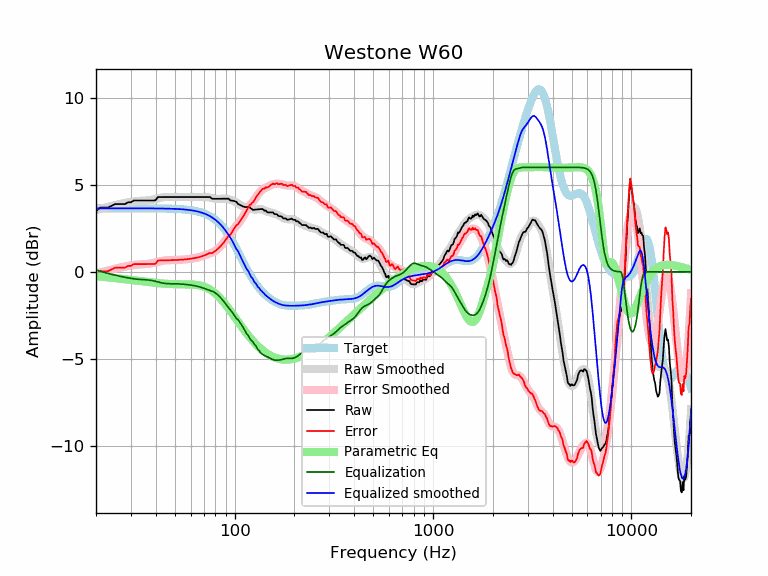 Westone W60
Amplitude (dBr)
10
5
0
−5
−10
100
1000
10000
Frequency (Hz)
Target
Raw Smoothed
Error Smoothed
Raw
Error
Parametric Eq
Equalization
Equalized smoothed